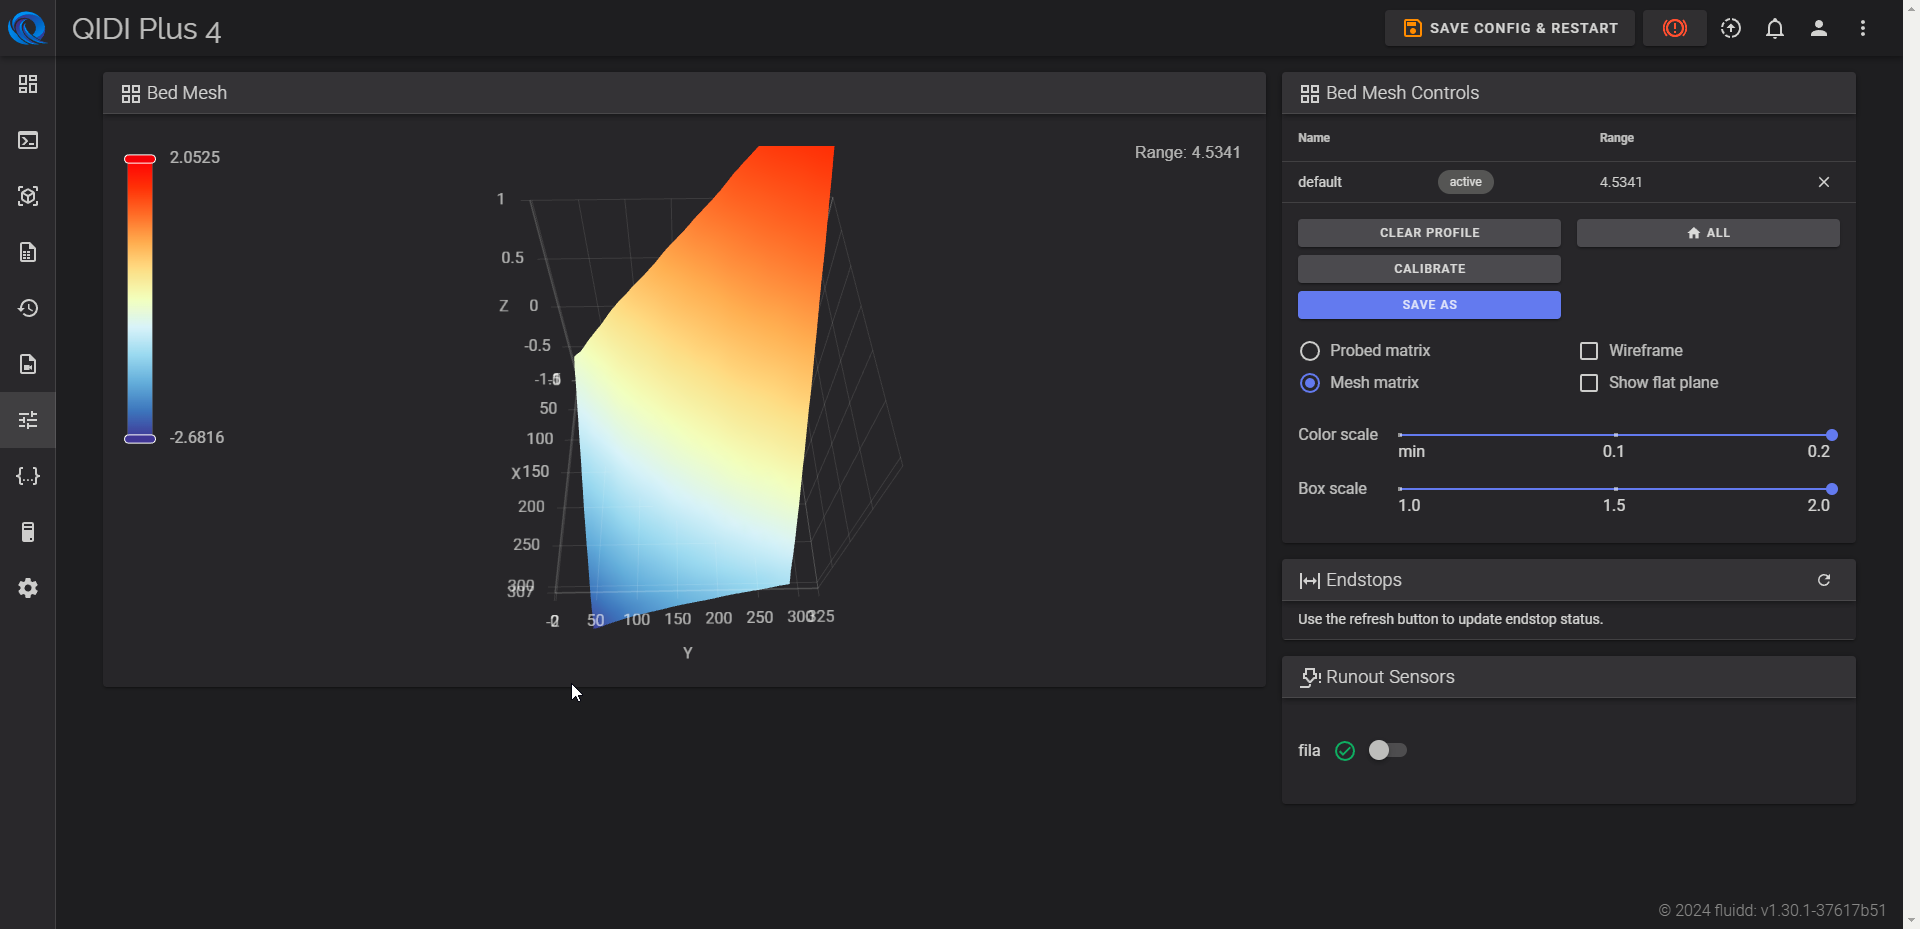 QIDI Plus 4
SAVE CONFIG & RESTART
Bed Mesh
2.0525
-2.6816
Range: 4.5341
1
0.5
Z 0
-0.5
50
100
X 150
200
250
300
307
50 100 150 200 250 300 325
Y
Bed Mesh Controls
Name Range
default active 4.5341
CLEAR PROFILE ALL
CALIBRATE
SAVE AS
Probed matrix Wireframe
Mesh matrix Show flat plane
Color scale
min 0.1 0.2
Box scale
1.0 1.5 2.0
Endstops
Use the refresh button to update endstop status.
Runout Sensors
fila
© 2024 fluidd: v1.30.1-37617b51